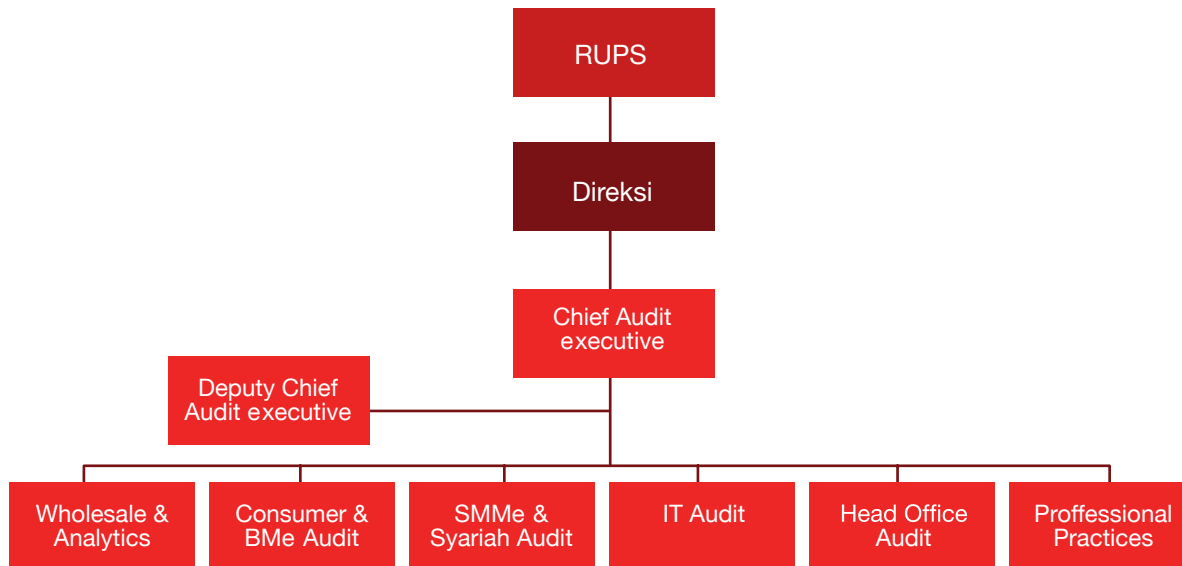 RUPS
Direksi
Chief Audit
executive
Deputy Chief
Audit executive
Wholesale &
Analytics
Consumer &
BMe Audit
SMMe &
Syariah Audit
IT Audit
Head Office
Audit
Proffessional
Practices